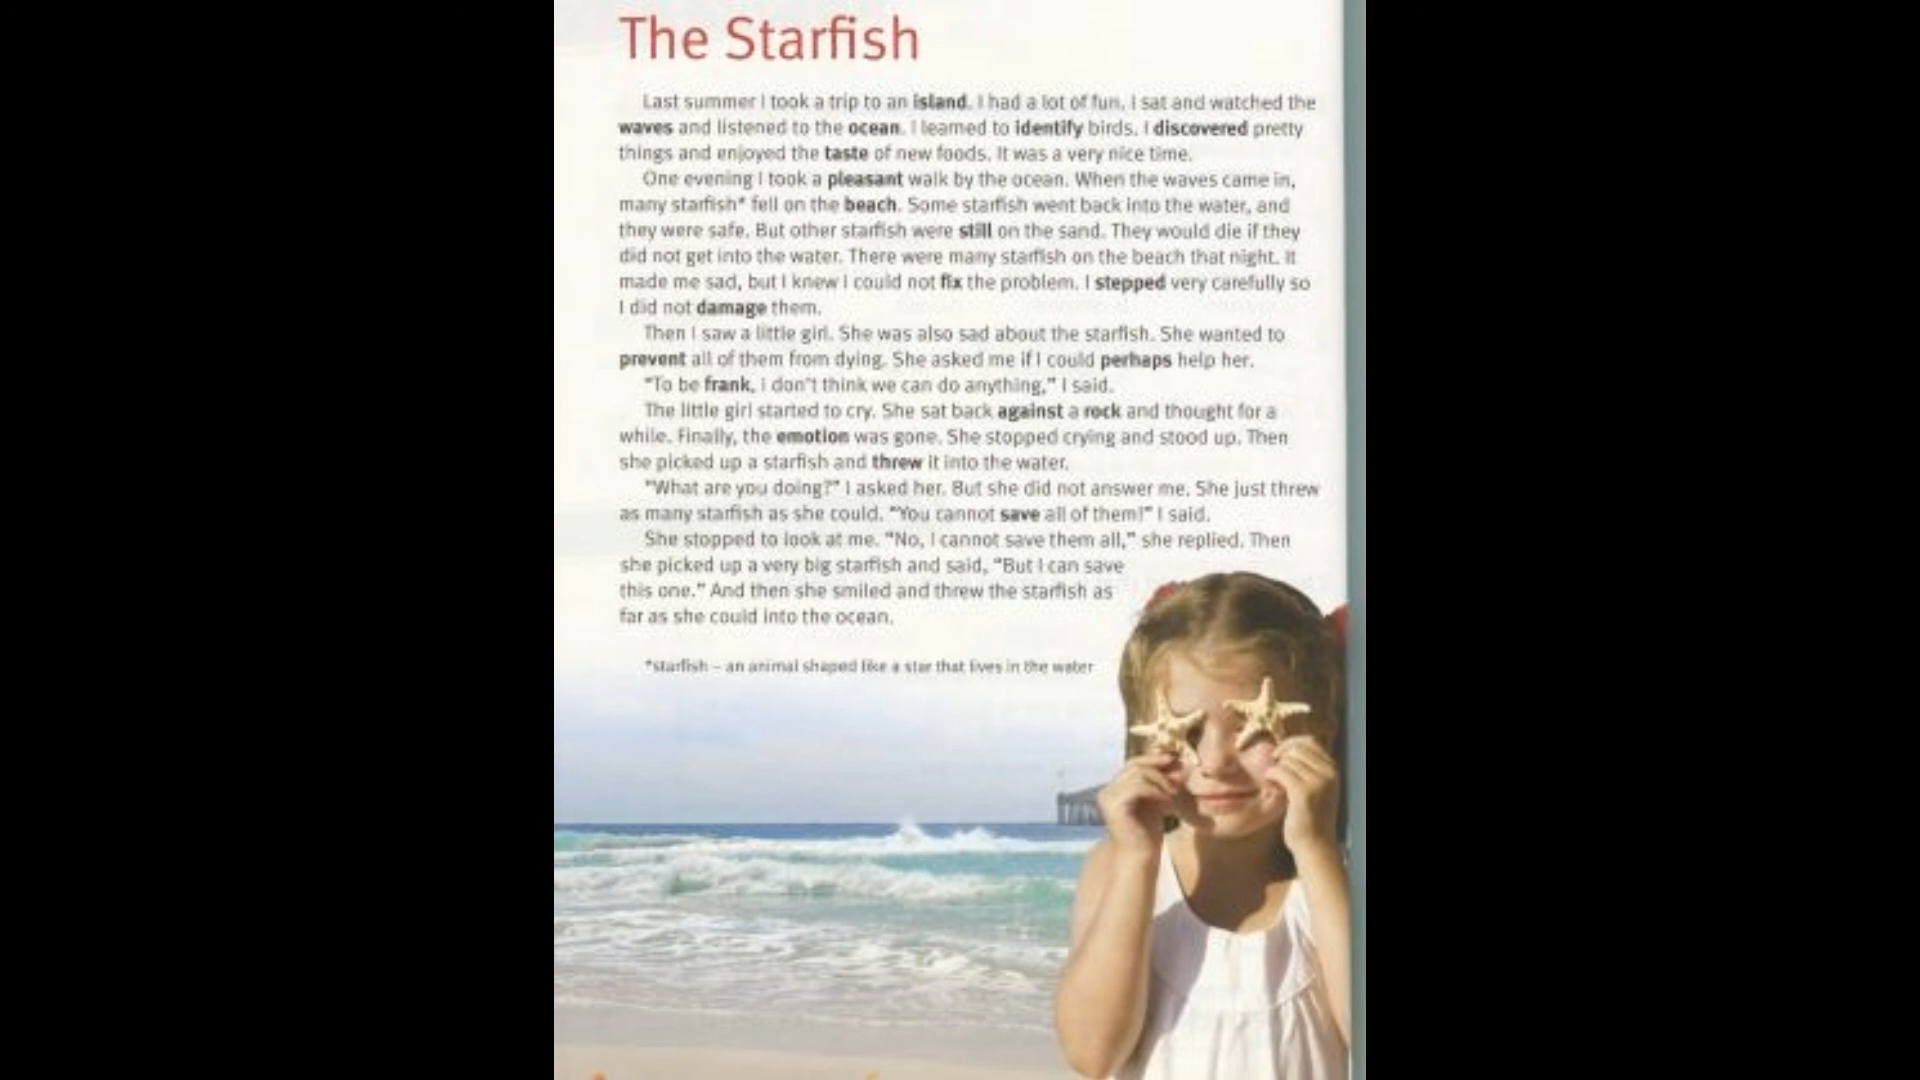 The Starfish
Last summer I took a trip to an island. I had a lot of fun. I sat and watched the
waves and listened to the ocean. I learned to identify birds. I discovered pretty
things and enjoyed the taste of new foods. It was a very nice time.
One evening I took a pleasant walk by the ocean. When the waves came in,
many starfish* fell on the beach. Some starfish went back into the water, and
they were safe. But other starfish were still on the sand. They would die if they
did not get into the water. There were many starfish on the beach that night. It
made me sad, but I knew I could not fix the problem. I stepped very carefully so
I did not damage them.
Then I saw a little girl. She was also sad about the starfish. She wanted to
prevent all of them from dying. She asked me if I could perhaps help her.
"To be frank, I don't think we can do anything," I said.
The little girl started to cry. She sat back against a rock and thought for a
while. Finally, the emotion was gone. She stopped crying and stood up. Then
she picked up a starfish and threw it into the water.
"What are you doing?" I asked her. But she did not answer me. She just threw
as many starfish as she could. "You cannot save all of them!" I said.
She stopped to look at me. "No, I cannot save them all," she replied. Then
she picked up a very big starfish and said, "But I can save
this one." And then she smiled and threw the starfish as
far as she could into the ocean.
*starfish – an animal shaped like a star that lives in the water